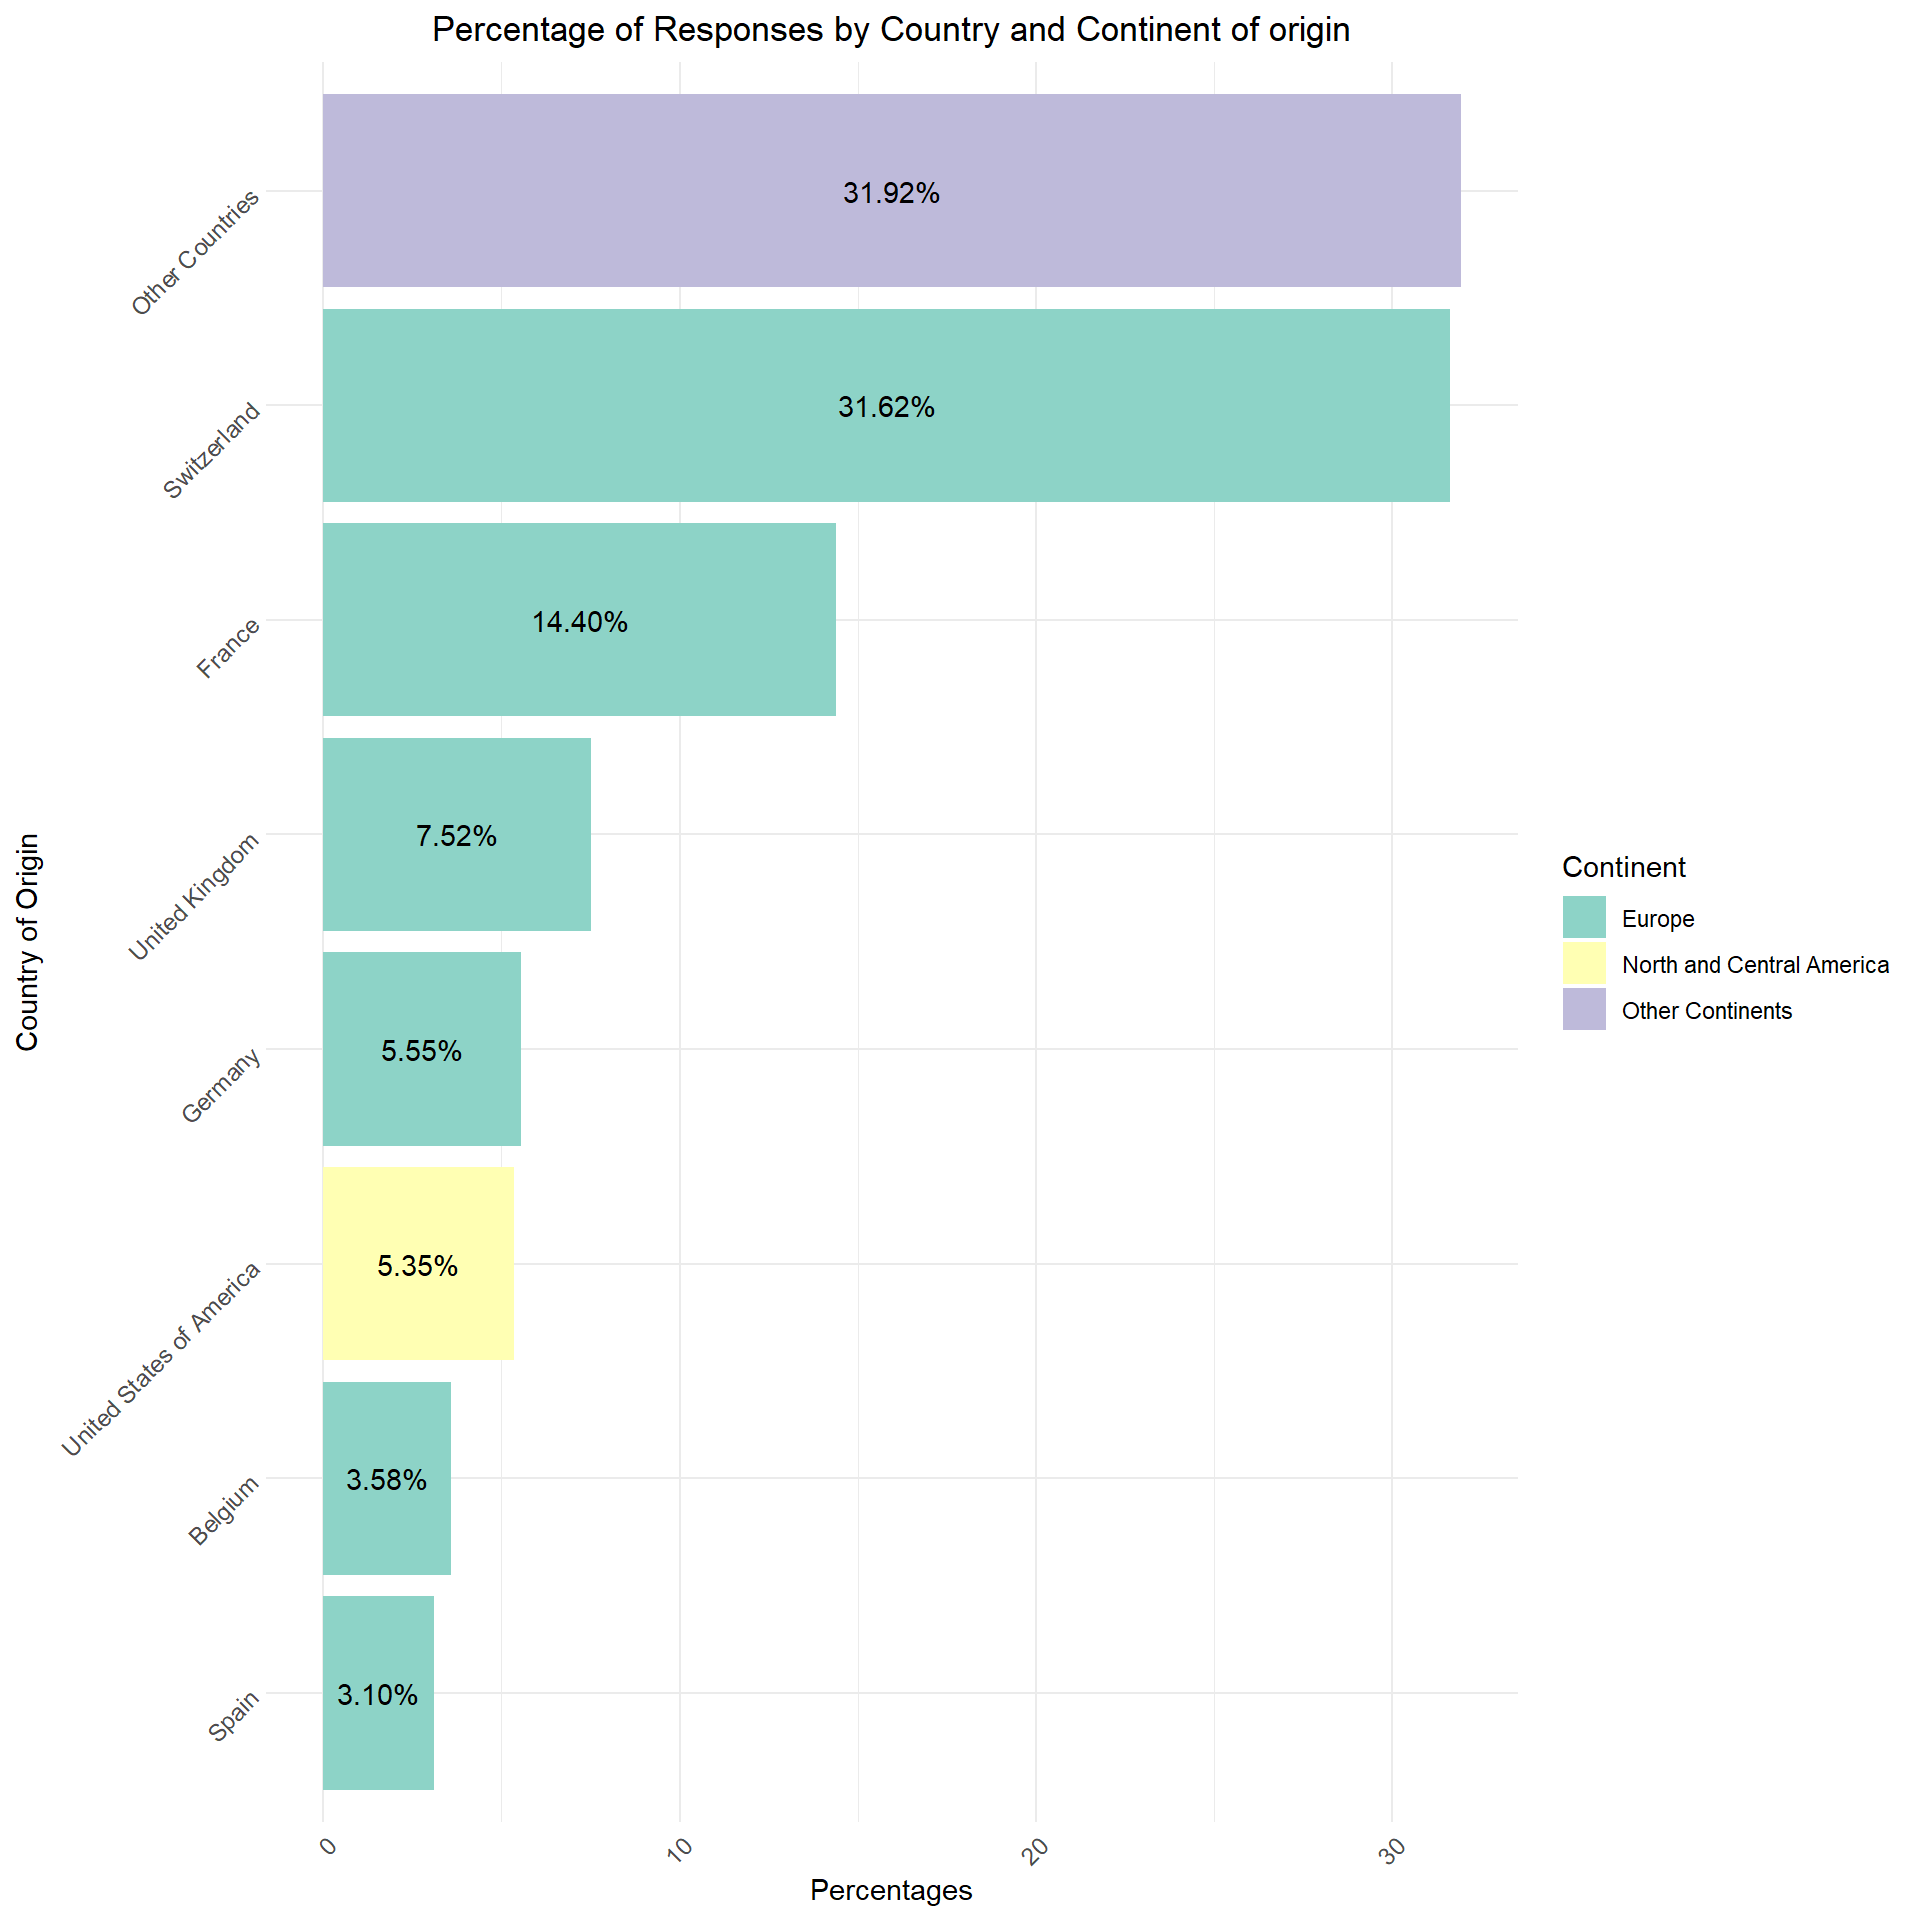 Percentage of Responses by Country and Continent of origin
Country of Origin
Other Countries
31.92%
Switzerland
31.62%
France
14.40%
United Kingdom
7.52%
Germany
5.55%
United States of America
5.35%
Belgium
3.58%
Spain
3.10%
0
10
20
30
Percentages
Continent
Europe
North and Central America
Other Continents